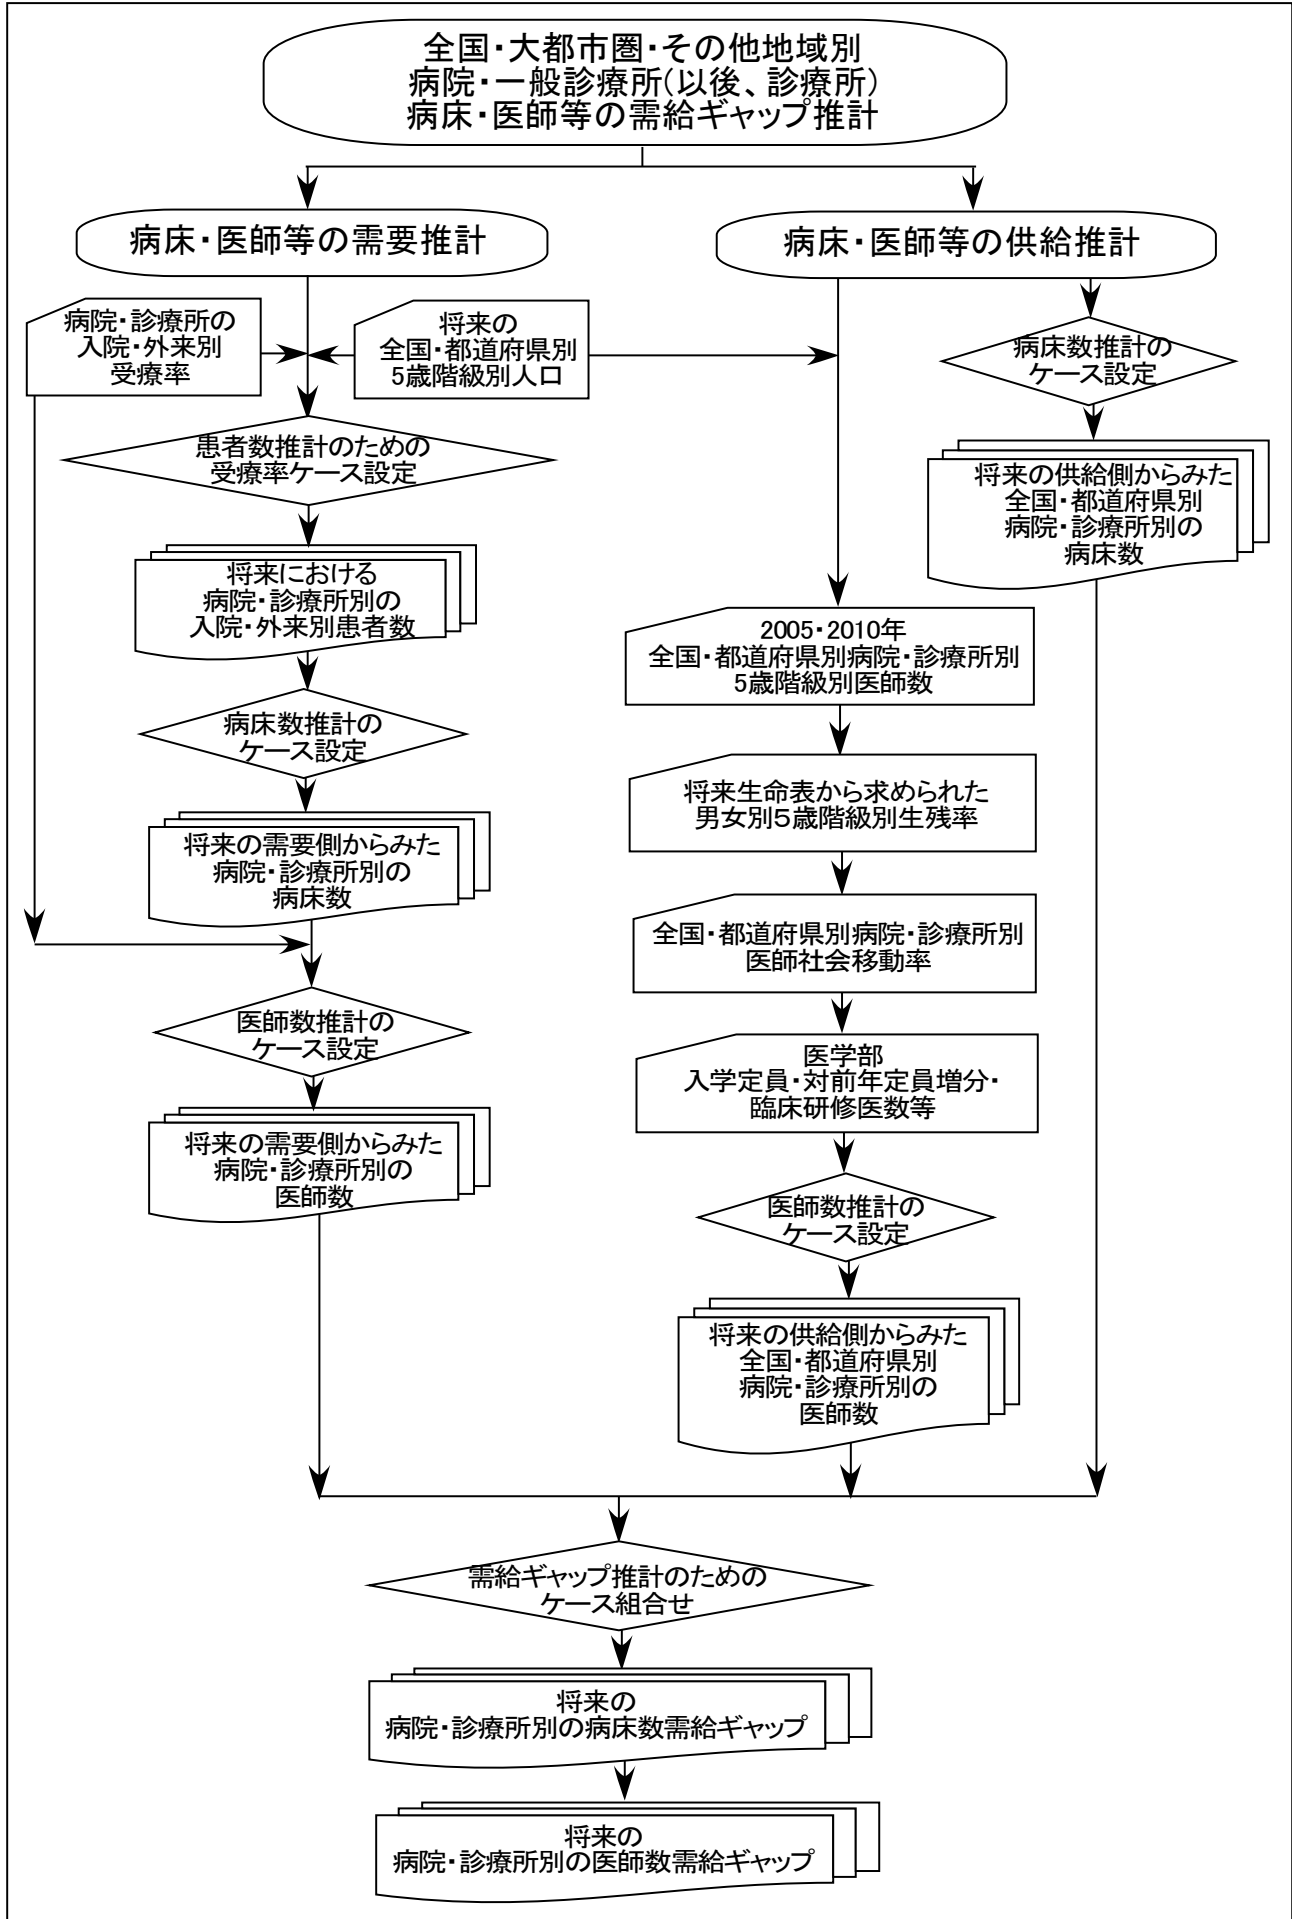 全国・大都市圏・その他地域別
病院・一般診療所(以後、診療所)
病床・医師等の需給ギャップ推計
病床・医師等の需要推計
病床・医師等の供給推計
病院・診療所の
入院・外来別
受療率
将来の
全国・都道府県別
5歳階級別人口
病床数推計の
ケース設定
患者数推計のための
受療率ケース設定
将来の供給側からみた
全国・都道府県別
病院・診療所別の
病床数
将来における
病院・診療所別の
入院・外来別患者数
2005・2010年
全国・都道府県別病院・診療所別
5歳階級別医師数
病床数推計の
ケース設定
将来生命表から求められた
男女別５歳階級別生残率
将来の需要側からみた
病院・診療所別の
病床数
全国・都道府県別病院・診療所別
医師社会移動率
医師数推計の
ケース設定
医学部
入学定員・対前年定員増分・
臨床研修医数等
将来の需要側からみた
病院・診療所別の
医師数
医師数推計の
ケース設定
将来の供給側からみた
全国・都道府県別
病院・診療所別の
医師数
需給ギャップ推計のための
ケース組合せ
将来の
病院・診療所別の病床数需給ギャップ
将来の
病院・診療所別の医師数需給ギャップ